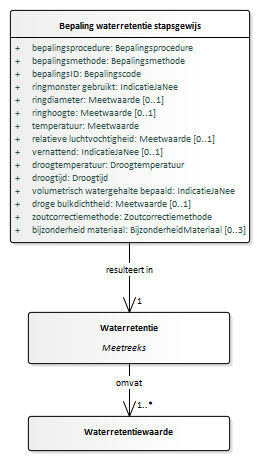 Bepaling waterretentie stapsgewijs
+ bepalingsprocedure: Bepalingsprocedure
+ bepalingsmethode: Bepalingsmethode
+ bepalingsID: Bepalingscode
+ ringmonster gebruikt: IndicatieJaNee
+ ringdiameter: Meetwaarde [0..1]
+ ringhoogte: Meetwaarde [0..1]
+ temperatuur: Meetwaarde
+ relatieve luchtvochtigheid: Meetwaarde [0..1]
+ vernattend: IndicatieJaNee [0..1]
+ droogtemperatuur: Droogtemperatuur
+ droogtijd: Droogtijd
+ volumetrisch watergehalte bepaald: IndicatieJaNee
+ droge bulkdichtheid: Meetwaarde [0..1]
+ zoutcorrectiemethode: Zoutcorrectiemethode
+ bijzonderheid materiaal: BijzonderheidMateriaal [0..3]
resulteert in
1
Waterretentie
Meetreeks
omvat
1..*
Waterretentiewaarde